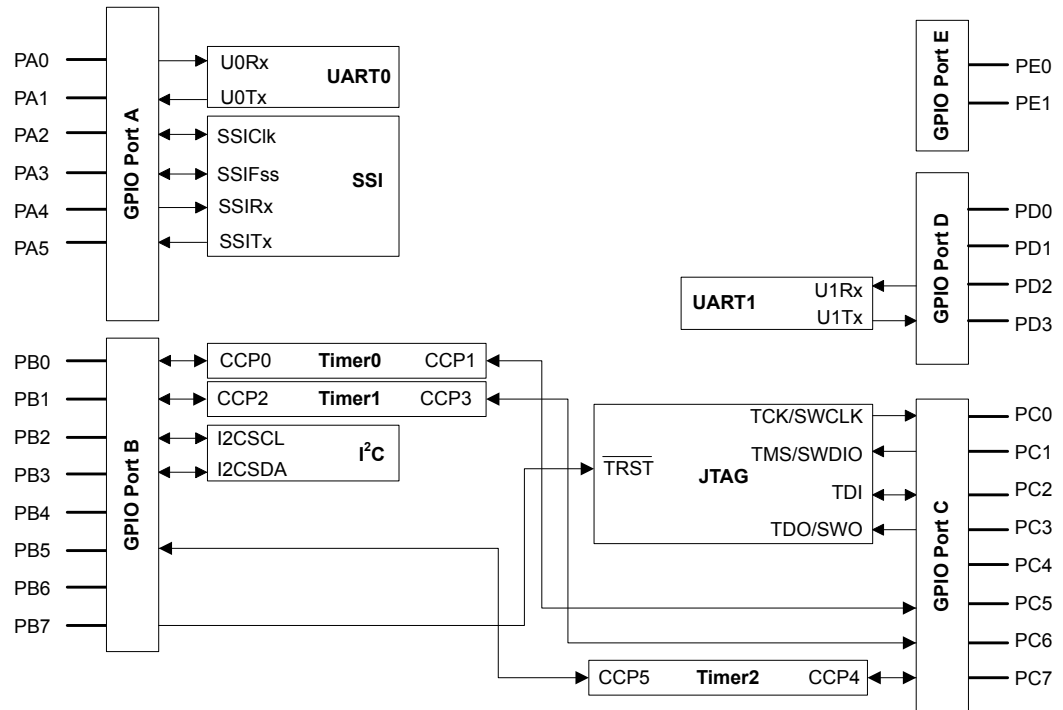 PA0
PA1
PA2
PA3
PA4
PA5
GPIO Port A
U0Rx
U0Tx
UART0
SSIClk
SSIFss
SSIRx
SSITx
SSI
GPIO Port E
PE0
PE1
GPIO Port D
PD0
PD1
PD2
PD3
UART1
U1Rx
U1Tx
PB0
PB1
PB2
PB3
PB4
PB5
PB6
PB7
GPIO Port B
CCP0 Timer0 CCP1
CCP2 Timer1 CCP3
I2CSCL
I2CSDA
I²C
TRST
JTAG
TCK/SWCLK
TMS/SWDIO
TDI
TDO/SWO
GPIO Port C
PC0
PC1
PC2
PC3
PC4
PC5
PC6
PC7
CCP5 Timer2 CCP4